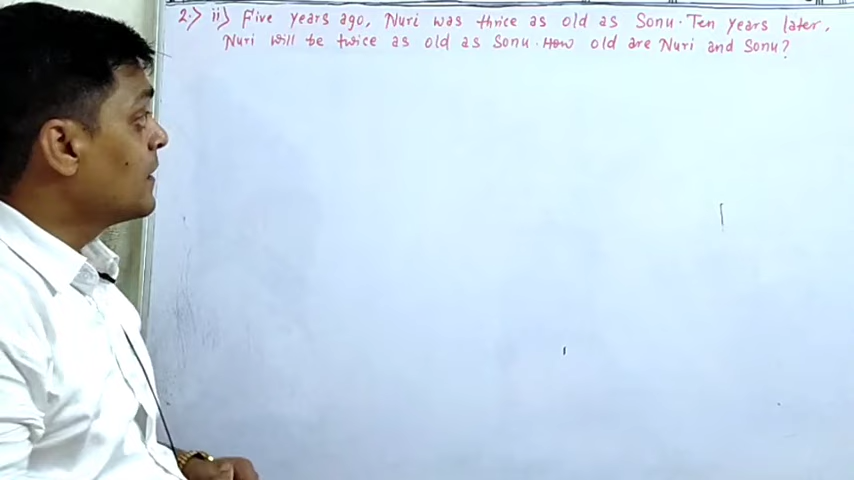 2.> ii) Five years ago, Nuri was thrice as old as Sonu. Ten years later,
Nuri will be twice as old as Sonu. How old are Nuri and Sonu?